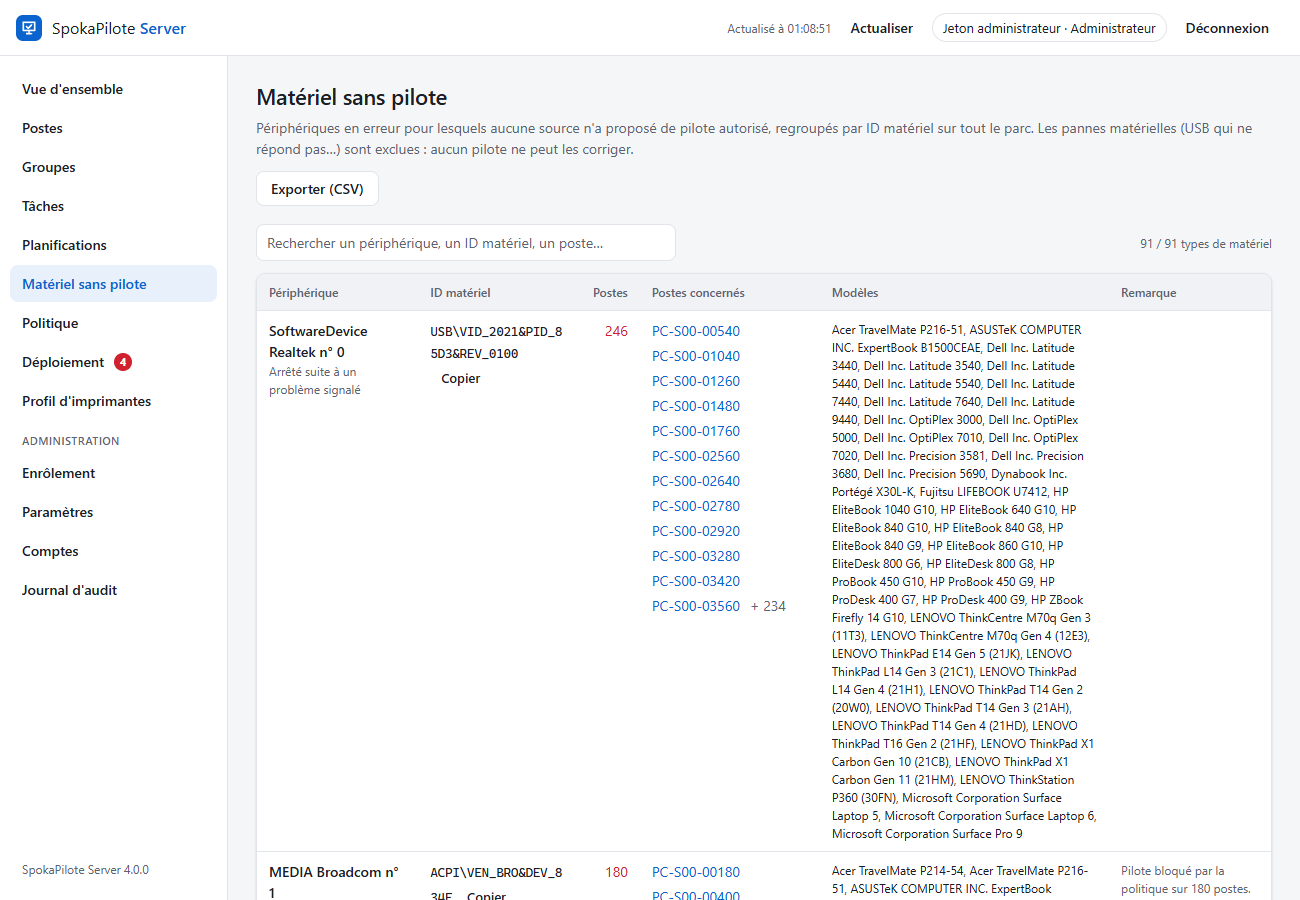 SpokaPilote Server
Actualisé à 01:08:51
Actualiser
Jeton administrateur · Administrateur
Déconnexion
Vue d'ensemble
Postes
Groupes
Tâches
Planifications
Matériel sans pilote
Politique
Déploiement 4
Profil d'imprimantes
ADMINISTRATION
Enrôlement
Paramètres
Comptes
Journal d'audit
SpokaPilote Server 4.0.0
Matériel sans pilote
Périphériques en erreur pour lesquels aucune source n'a proposé de pilote autorisé, regroupés par ID matériel sur tout le parc. Les pannes matérielles (USB qui ne
répond pas…) sont exclues : aucun pilote ne peut les corriger.
Exporter (CSV)
Rechercher un périphérique, un ID matériel, un poste…
91 / 91 types de matériel
Périphérique
ID matériel
Postes
Postes concernés
Modèles
Remarque
SoftwareDevice
Realtek n° 0
Arrêté suite à un
problème signalé
USB\VID_2021&PID_8
5D3&REV_0100
Copier
246
PC-S00-00540
PC-S00-01040
PC-S00-01260
PC-S00-01480
PC-S00-01760
PC-S00-02560
PC-S00-02640
PC-S00-02780
PC-S00-02920
PC-S00-03280
PC-S00-03420
PC-S00-03560 + 234
Acer TravelMate P216-51, ASUSTeK COMPUTER
INC. ExpertBook B1500CEAE, Dell Inc. Latitude
3440, Dell Inc. Latitude 3540, Dell Inc. Latitude
5440, Dell Inc. Latitude 5540, Dell Inc. Latitude
7440, Dell Inc. Latitude 7640, Dell Inc. Latitude
9440, Dell Inc. OptiPlex 3000, Dell Inc. OptiPlex
5000, Dell Inc. OptiPlex 7010, Dell Inc. OptiPlex
7020, Dell Inc. Precision 3581, Dell Inc. Precision
3680, Dell Inc. Precision 5690, Dynabook Inc.
Portégé X30L-K, Fujitsu LIFEBOOK U7412, HP
EliteBook 1040 G10, HP EliteBook 640 G10, HP
EliteBook 840 G10, HP EliteBook 840 G8, HP
EliteBook 840 G9, HP EliteBook 860 G10, HP
EliteDesk 800 G6, HP EliteDesk 800 G8, HP
ProBook 450 G10, HP ProBook 450 G9, HP
ProDesk 400 G7, HP ProDesk 400 G9, HP ZBook
Firefly 14 G10, LENOVO ThinkCentre M70q Gen 3
(11T3), LENOVO ThinkCentre M70q Gen 4 (12E3),
LENOVO ThinkPad E14 Gen 5 (21JK), LENOVO
ThinkPad L14 Gen 3 (21C1), LENOVO ThinkPad
L14 Gen 4 (21H1), LENOVO ThinkPad T14 Gen 2
(20W0), LENOVO ThinkPad T14 Gen 3 (21AH),
LENOVO ThinkPad T14 Gen 4 (21HD), LENOVO
ThinkPad T16 Gen 2 (21HF), LENOVO ThinkPad X1
Carbon Gen 10 (21CB), LENOVO ThinkPad X1
Carbon Gen 11 (21HM), LENOVO ThinkStation
P360 (30FN), Microsoft Corporation Surface
Laptop 5, Microsoft Corporation Surface Laptop 6,
Microsoft Corporation Surface Pro 9
MEDIA Broadcom n°
1
ACPI\VEN_BRO&DEV_8
34F Copier
180
PC-S00-00180
PC-S00-00400
Acer TravelMate P214-54, Acer TravelMate P216-
51, ASUSTeK COMPUTER INC. ExpertBook
Pilote bloqué par la
politique sur 180 postes.